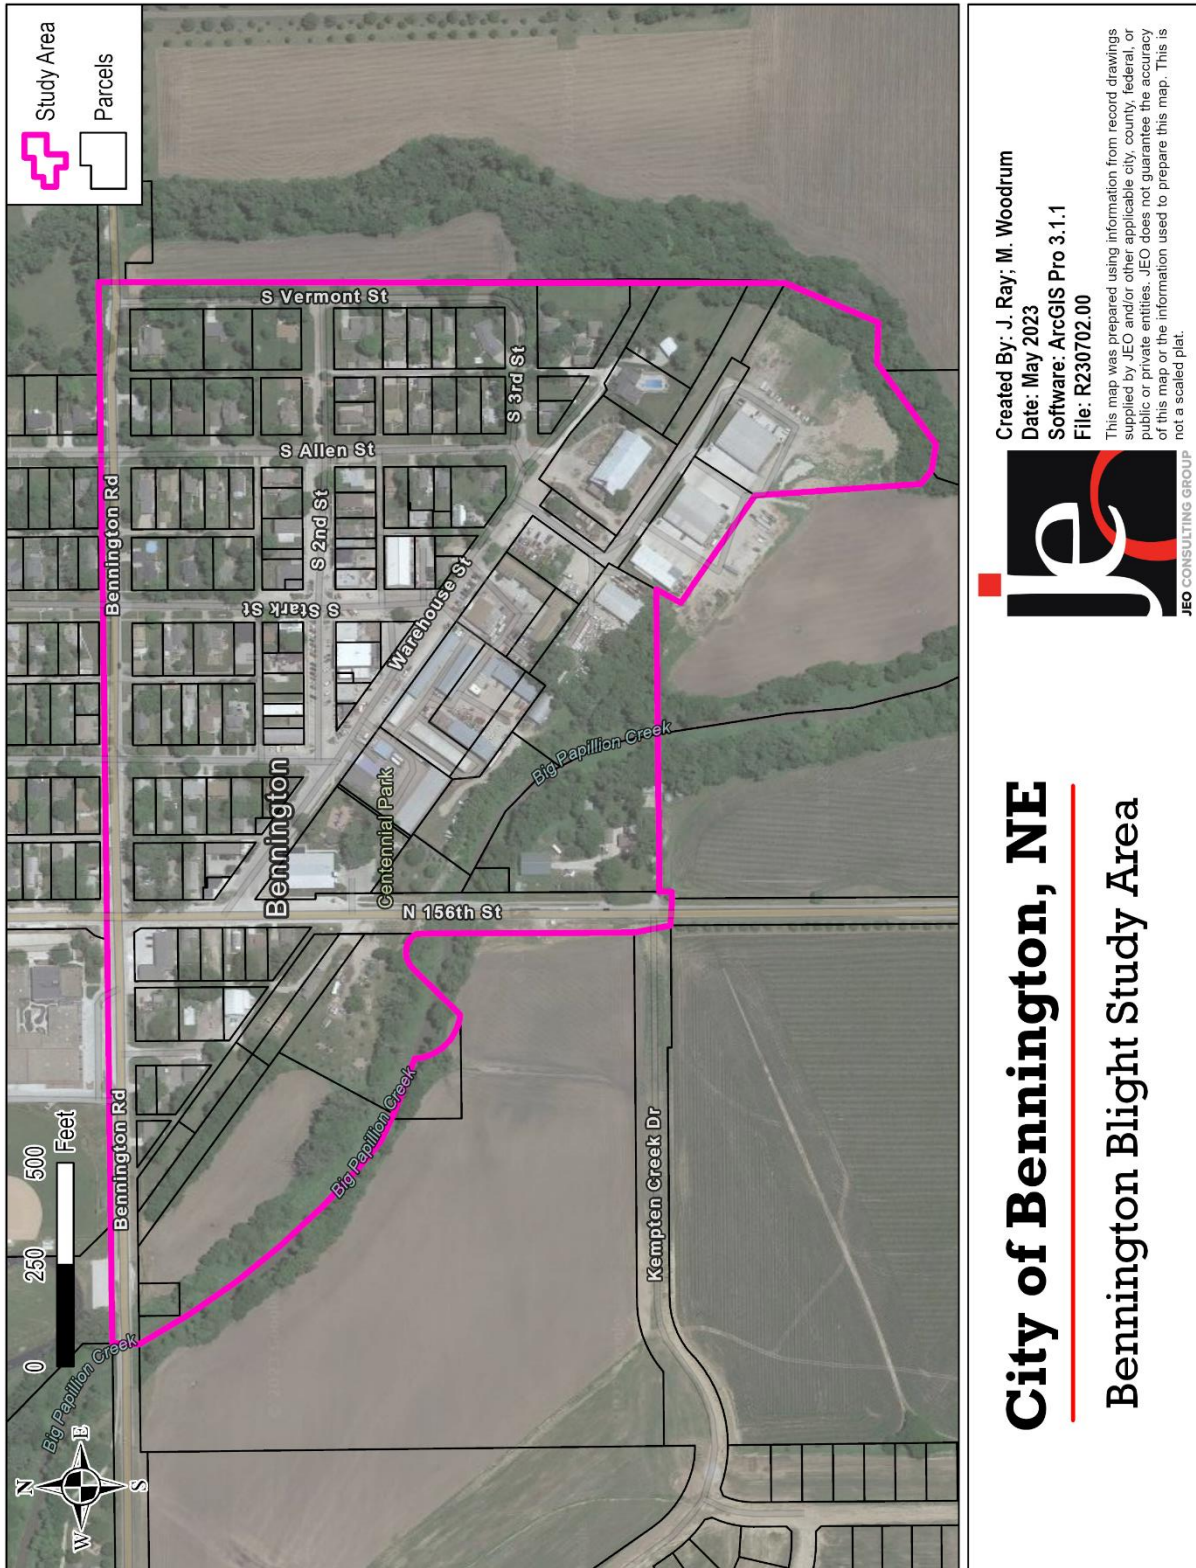 Study Area
Parcels
0 250 500
Feet
N
W E
S
Big Papillion Creek
Bennington Rd
Bennington Rd
S Vermont St
S Allen St
S 3rd St
S 2nd St
S Stark St
Warehouse St
Bennington
Centennial Park
N 156th St
Big Papillion Creek
Big Papillion Creek
Kempten Creek Dr
City of Bennington, NE
Bennington Blight Study Area
jeo
JEO CONSULTING GROUP
Created By: J. Ray; M. Woodrum
Date: May 2023
Software: ArcGIS Pro 3.1.1
File: R230702.00
This map was prepared using information from record drawings
supplied by JEO and/or other applicable city, county, federal, or
public or private entities. JEO does not guarantee the accuracy
of this map or the information used to prepare this map. This is
not a scaled plat.